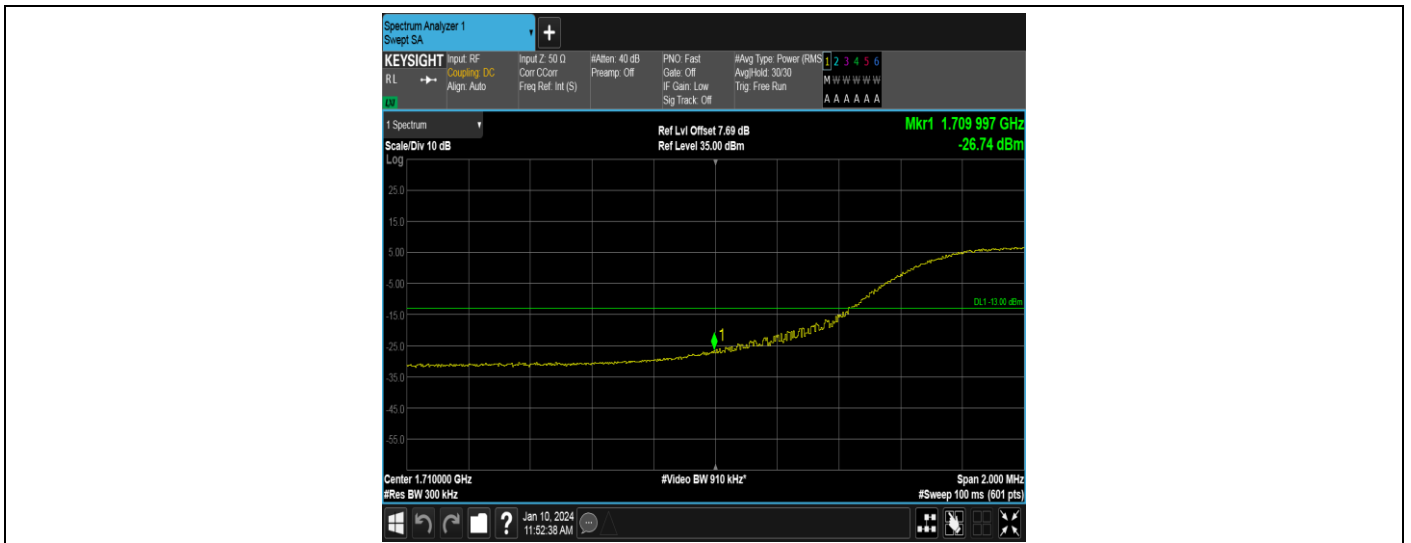 Spectrum Analyzer 1
Swept SA
+
KEYSIGHT
RL
Input: RF
Coupling: DC
Align: Auto
Input Z: 50 Ω
Corr CCorr
Freq Ref: Int (S)
#Atten: 40 dB
Preamp: Off
PNO: Fast
Gate: Off
IF Gain: Low
Sig Track: Off
#Avg Type: Power (RMS
Avg|Hold: 30/30
Trig: Free Run
1 2 3 4 5 6
M W W W W W
A A A A A A
1 Spectrum
Scale/Div 10 dB
Ref Lvl Offset 7.69 dB
Ref Level 35.00 dBm
Mkr1 1.709 997 GHz
-26.74 dBm
Log
25.0
15.0
5.00
-5.00
DL1 -13.00 dBm
-15.0
1
-25.0
-35.0
-45.0
-55.0
Center 1.710000 GHz
#Video BW 910 kHz*
Span 2.000 MHz
#Res BW 300 kHz
#Sweep 100 ms (601 pts)
?
Jan 10, 2024
11:52:38 AM